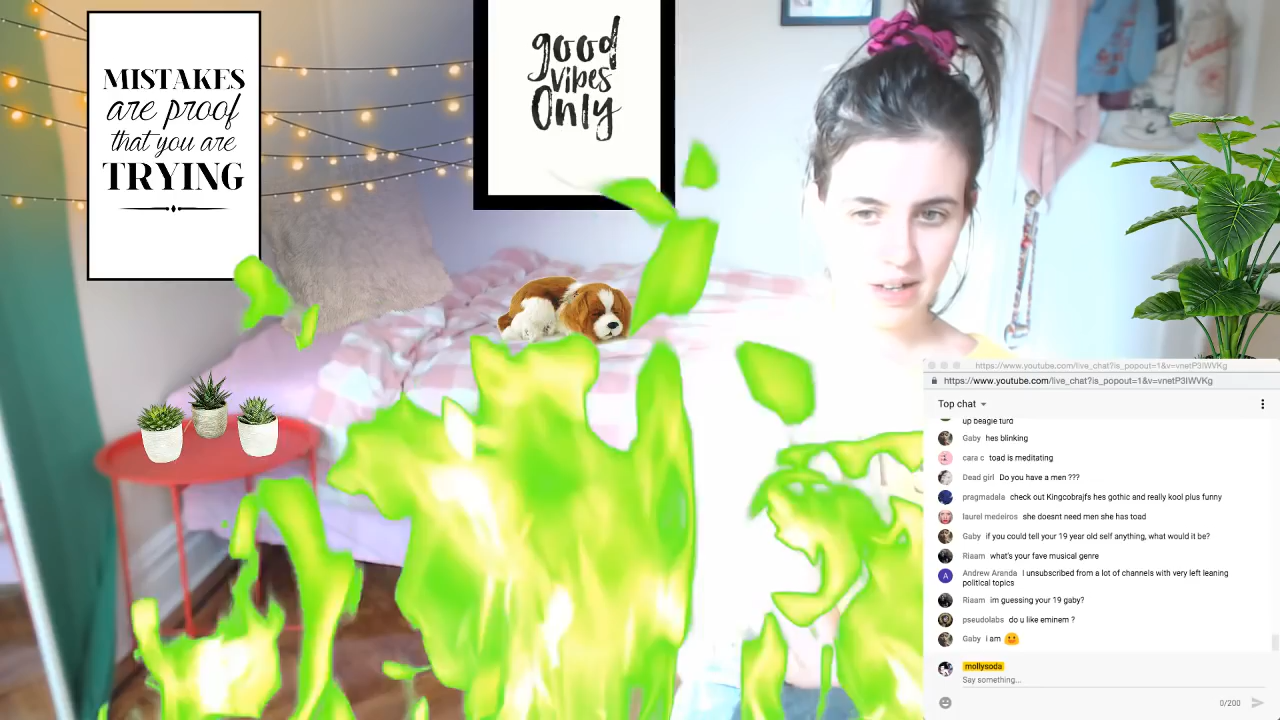 MISTAKES
are proof
that you are
TRYING
good
vibes
Only
https://www.youtube.com/live_chat?is_popout=1&v=vnetP3IWVKg
https://www.youtube.com/live_chat?is_popout=1&v=vnetP3IWVKg
Top chat
up beagle turd
Gaby hes blinking
cara c toad is meditating
Dead girl Do you have a men ???
pragmadala check out Kingcobrajfs hes gothic and really kool plus funny
laurel medeiros she doesnt need men she has toad
Gaby if you could tell your 19 year old self anything, what would it be?
Riaam what's your fave musical genre
A Andrew Aranda I unsubscribed from a lot of channels with very left leaning
political topics
Riaam im guessing your 19 gaby?
pseudolabs do u like eminem ?
Gaby i am
mollysoda
Say something...
0/200